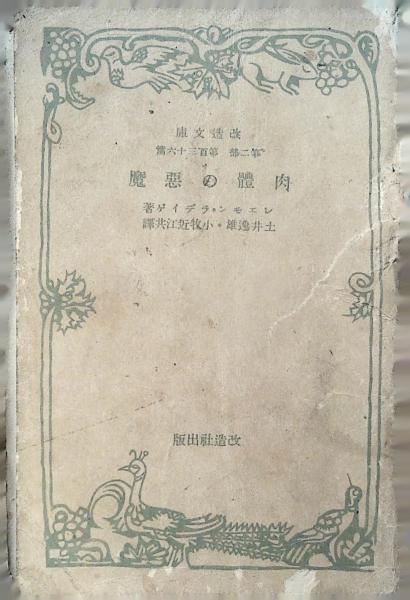 改造文庫
第二部 第百三十六篇
肉體の惡魔
レエモン・ラデイゲ著
土井逸雄・小牧近江共譯
改造社出版